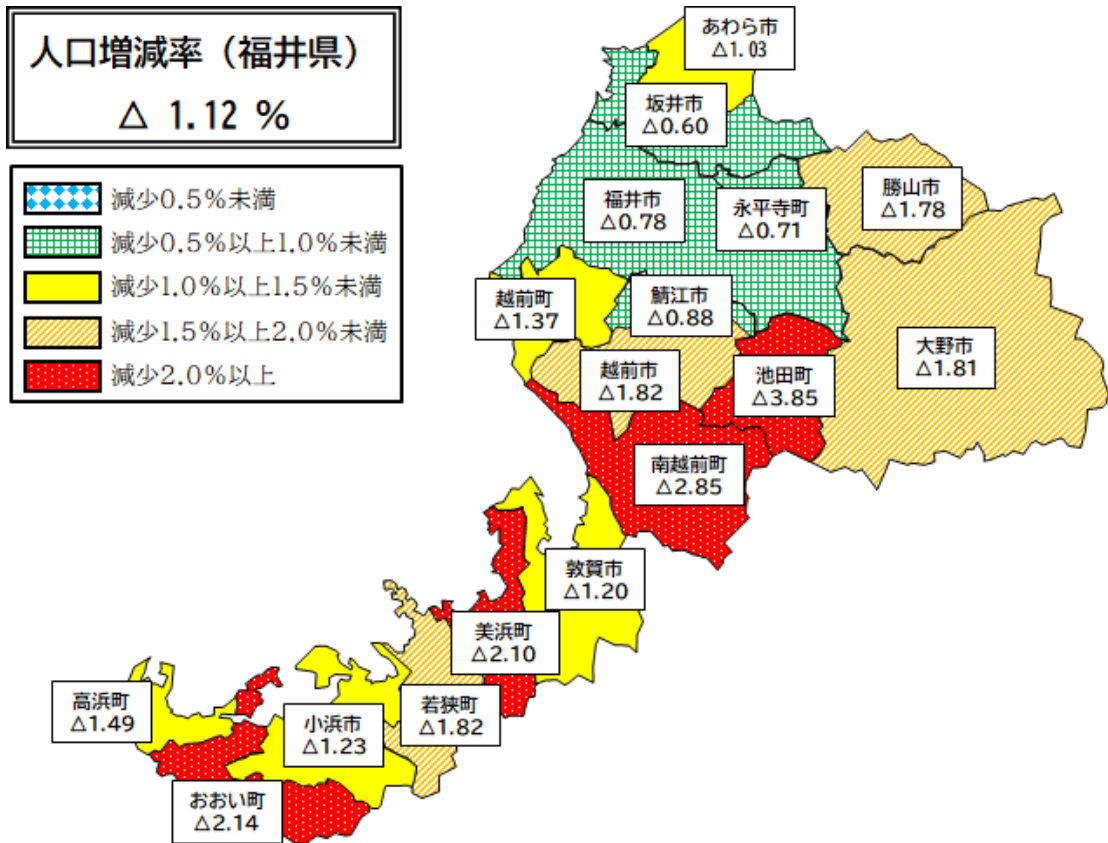 人口増減率（福井県）
△ 1.12 %
減少0.5％未満
減少0.5％以上1.0％未満
減少1.0％以上1.5％未満
減少1.5％以上2.0％未満
減少2.0％以上
あわら市
△1.03
坂井市
△0.60
勝山市
△1.78
福井市
△0.78
永平寺町
△0.71
越前町
△1.37
鯖江市
△0.88
大野市
△1.81
越前市
△1.82
池田町
△3.85
南越前町
△2.85
敦賀市
△1.20
美浜町
△2.10
高浜町
△1.49
若狭町
△1.82
小浜市
△1.23
おおい町
△2.14